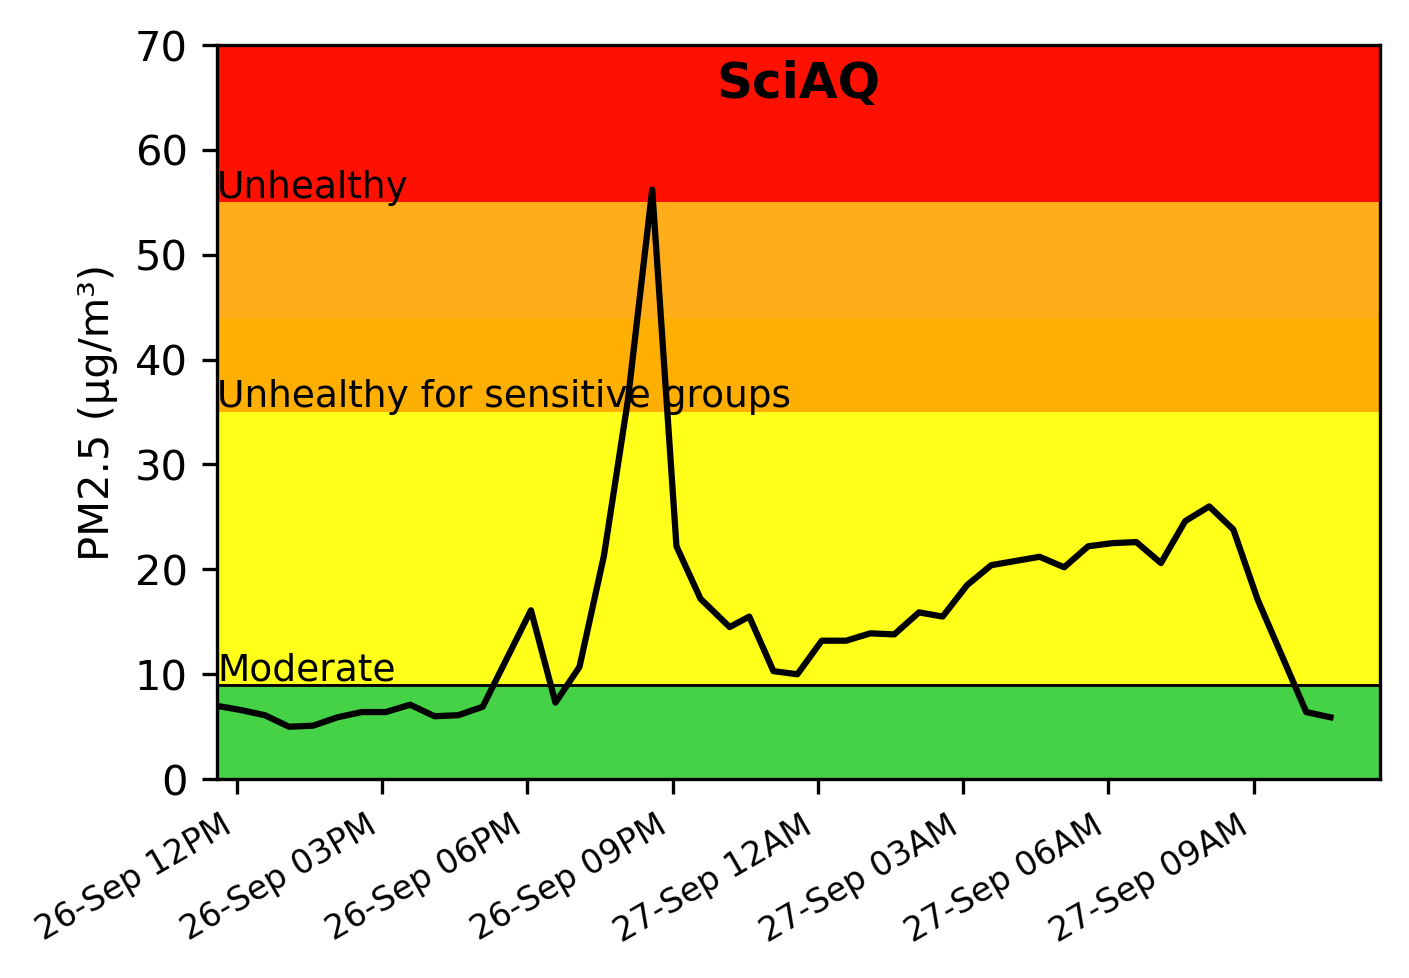 SciAQ
PM2.5 (µg/m³)
70
60
Unhealthy
50
40
Unhealthy for sensitive groups
30
20
10
Moderate
0
26-Sep 12PM
26-Sep 03PM
26-Sep 06PM
26-Sep 09PM
27-Sep 12AM
27-Sep 03AM
27-Sep 06AM
27-Sep 09AM